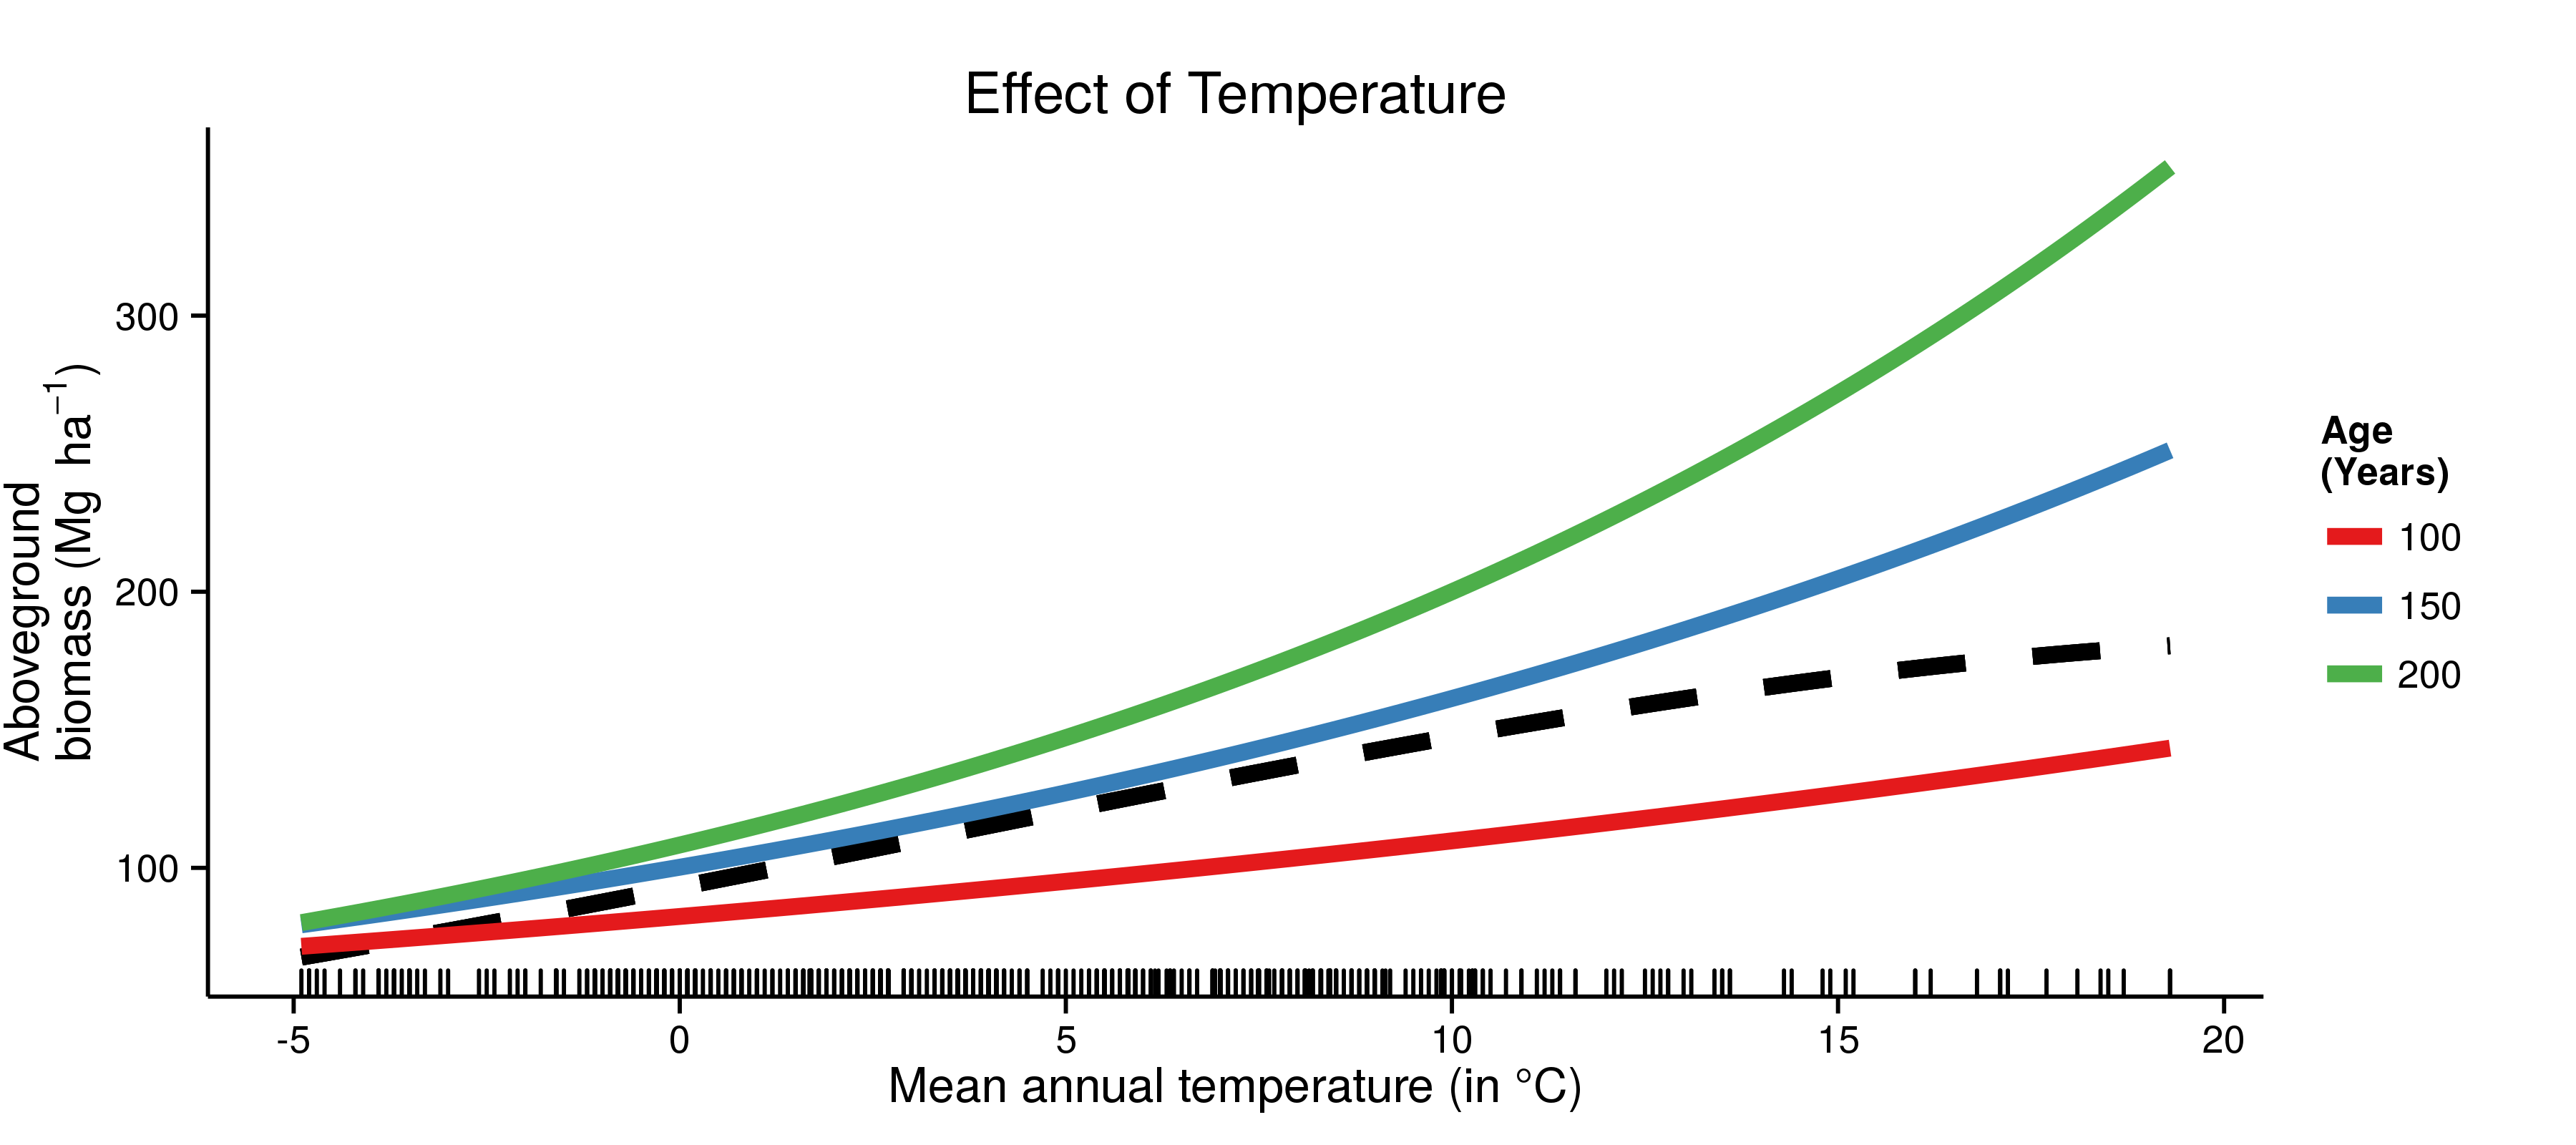 Effect of Temperature
Aboveground
biomass (Mg ha⁻¹)
300
200
100
-5 0 5 10 15 20
Mean annual temperature (in °C)
Age
(Years)
100
150
200